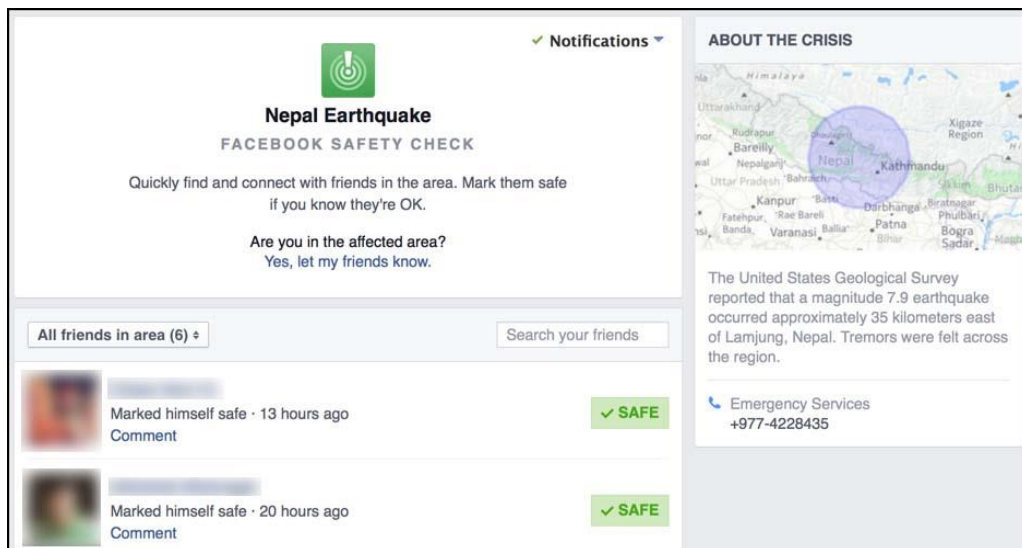 Notifications
Nepal Earthquake
FACEBOOK SAFETY CHECK
Quickly find and connect with friends in the area. Mark them safe
if you know they're OK.
Are you in the affected area?
Yes, let my friends know.
All friends in area (6)
Search your friends
Marked himself safe · 13 hours ago
Comment
SAFE
Marked himself safe · 20 hours ago
Comment
SAFE
ABOUT THE CRISIS
Himalaya
Uttarakhand
Rudrapur
Bareilly
Nepalganj
Nepal
Kathmandu
Xigaze
Region
Uttar Pradesh
Bahraich
Basti
Sikkim
Bhutan
Kanpur
Darbhanga
Biratnagar
Fatehpur,
Rae Bareli
Phulbari,
Banda,
Varanasi
Ballia
Patna
Bihar
Bogra
Sadar,
The United States Geological Survey
reported that a magnitude 7.9 earthquake
occurred approximately 35 kilometers east
of Lamjung, Nepal. Tremors were felt across
the region.
Emergency Services
+977-4228435